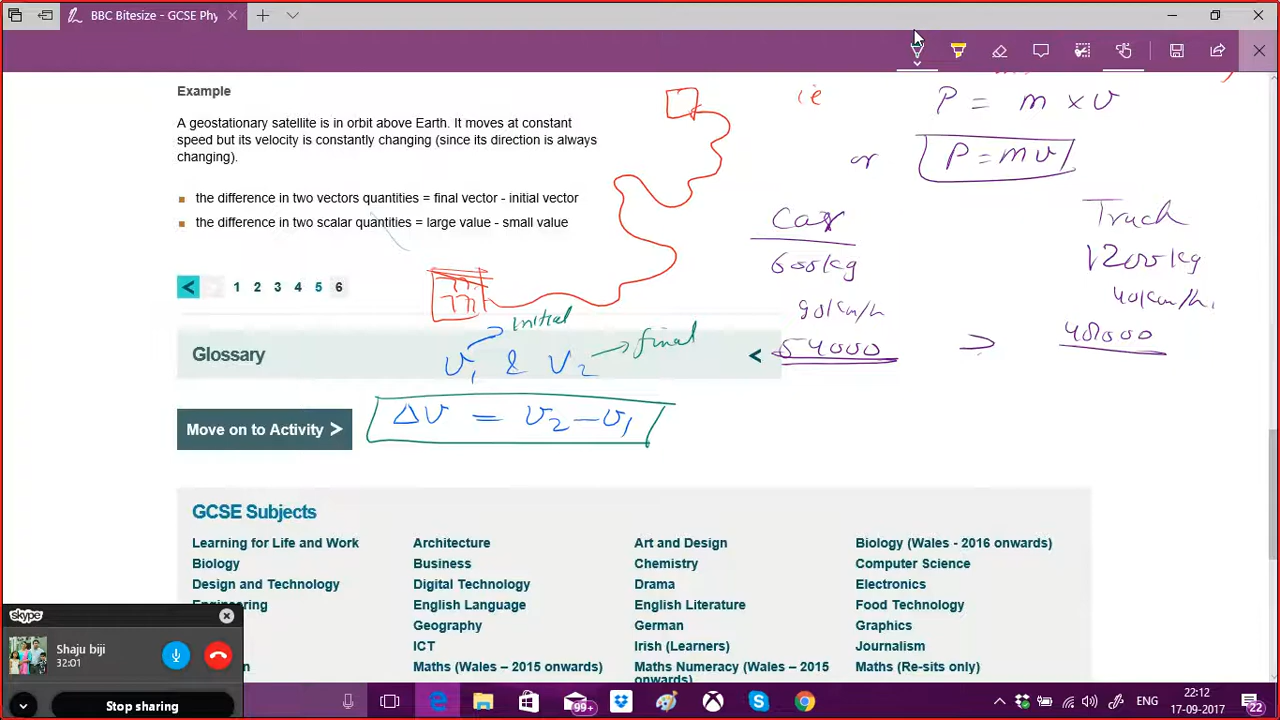 BBC Bitesize - GCSE Phy
Example
A geostationary satellite is in orbit above Earth. It moves at constant
speed but its velocity is constantly changing (since its direction is always
changing).
the difference in two vectors quantities = final vector - initial vector
the difference in two scalar quantities = large value - small value
< 1 2 3 4 5 6
Glossary
<
Move on to Activity >
ie
P = m × v
or P = mv
Car
600kg
90km/h
54000
⇒
Truck
1200kg
40km/h.
48000
initial
final
v1 & v2
Δv = v2 - v1
GCSE Subjects
Learning for Life and Work
Biology
Design and Technology
Engineering
Architecture
Business
Digital Technology
English Language
Geography
ICT
Maths (Wales – 2015 onwards)
Art and Design
Chemistry
Drama
English Literature
German
Irish (Learners)
Maths Numeracy (Wales – 2015
onwards)
Biology (Wales - 2016 onwards)
Computer Science
Electronics
Food Technology
Graphics
Journalism
Maths (Re-sits only)
skype
Shaju biji
32:01
Stop sharing
99+
ENG
22:12
17-09-2017
22